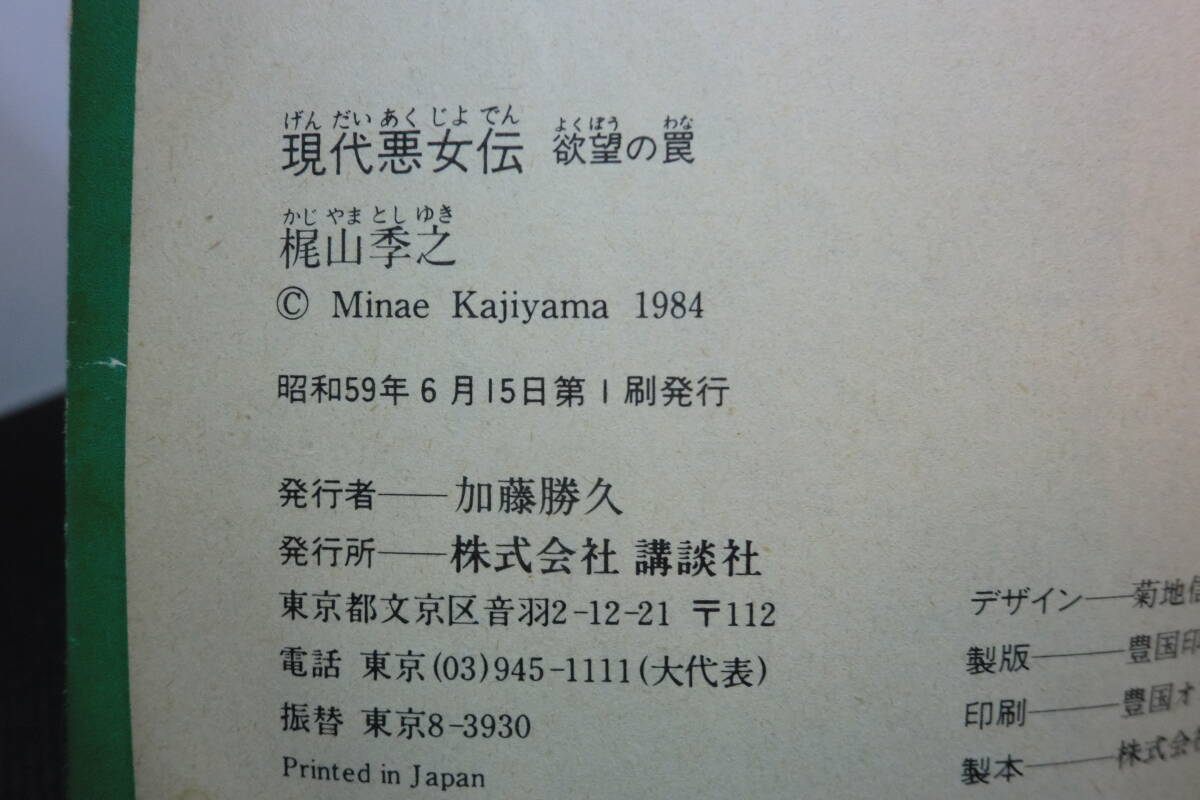 げんだいあくじよでん よくぼう わな
現代悪女伝 欲望の罠
かじやまとしゆき
梶山季之
© Minae Kajiyama 1984
昭和59年6月15日第1刷発行
発行者――加藤勝久
発行所――株式会社 講談社
東京都文京区音羽2-12-21 〒112
電話 東京(03)945-1111(大代表)
振替 東京8-3930
Printed in Japan
デザイン――菊地信
製版――豊国印
印刷――豊国オ
製本――株式会社